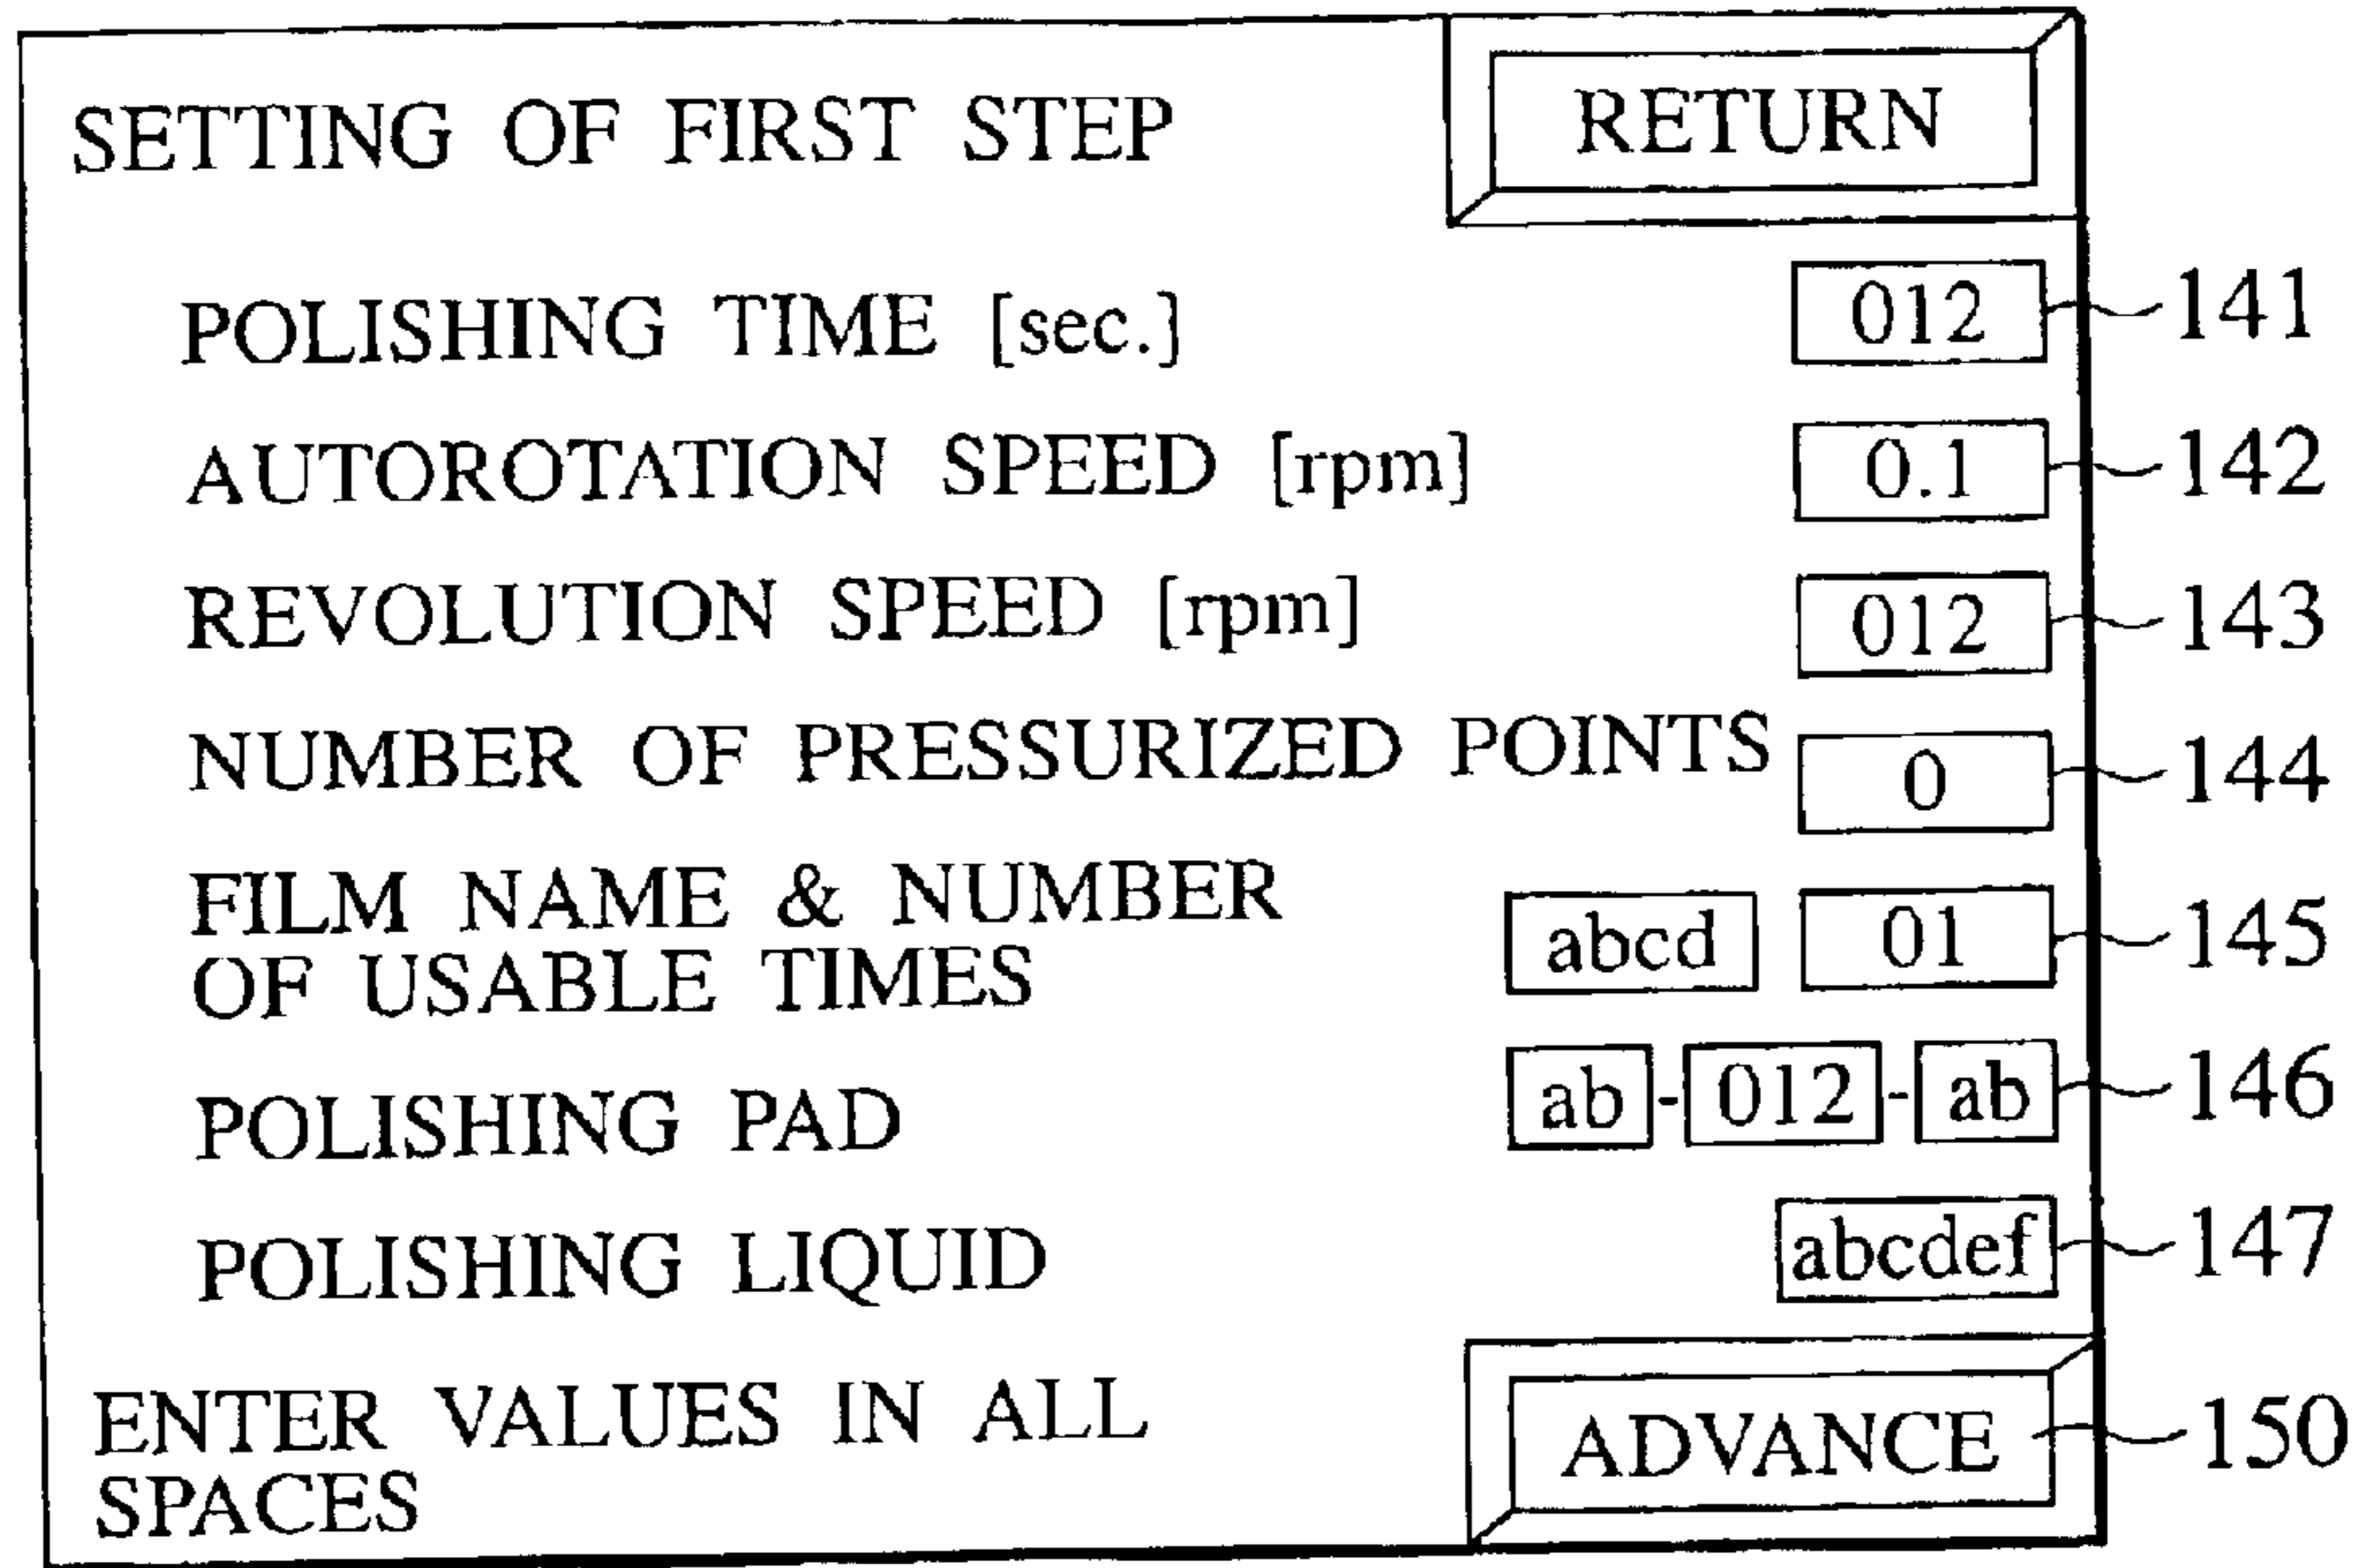 SETTING OF FIRST STEP RETURN
POLISHING TIME [sec.] 012 141
AUTOROTATION SPEED [rpm] 0.1 142
REVOLUTION SPEED [rpm] 012 143
NUMBER OF PRESSURIZED POINTS 0 144
FILM NAME & NUMBER
OF USABLE TIMES abcd 01 145
POLISHING PAD ab-012-ab 146
POLISHING LIQUID abcdef 147
ENTER VALUES IN ALL
SPACES ADVANCE 150